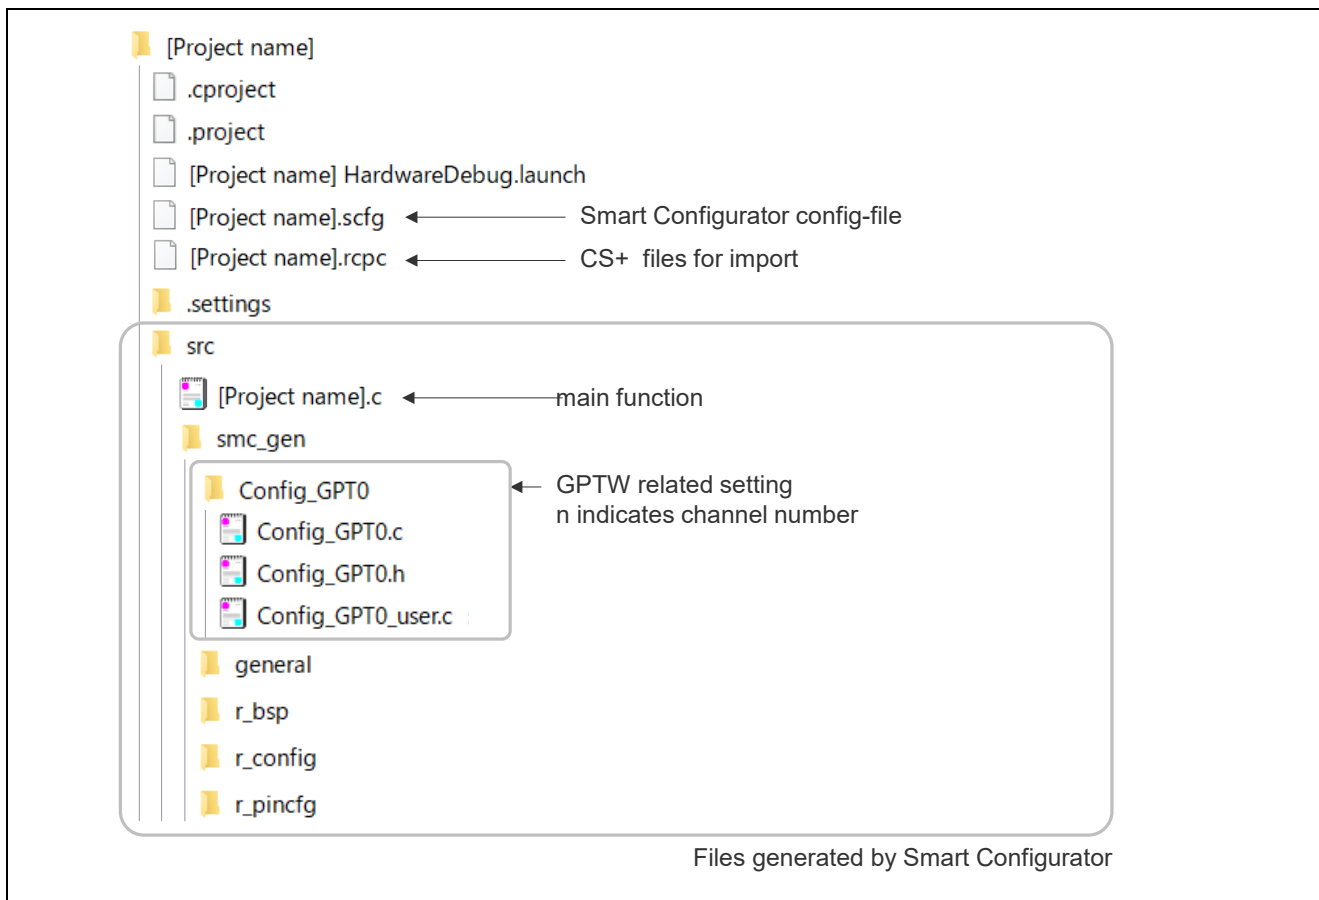 [Project name]
.cproject
.project
[Project name] HardwareDebug.launch
[Project name].scfg
Smart Configurator config-file
[Project name].rcpc
CS+  files for import
.settings
src
[Project name].c
main function
smc_gen
Config_GPT0
GPTW related setting
n indicates channel number
Config_GPT0.c
Config_GPT0.h
Config_GPT0_user.c
general
r_bsp
r_config
r_pincfg
Files generated by Smart Configurator